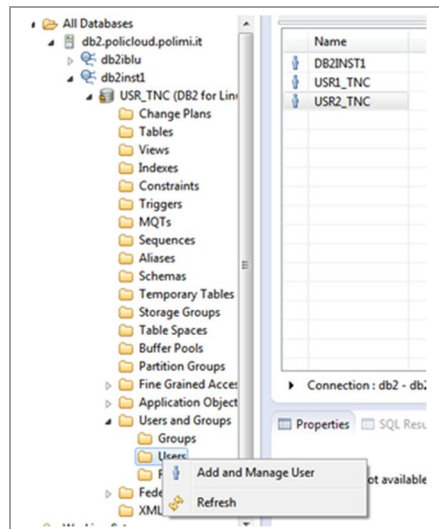 All Databases
db2.policloud.polimi.it
db2iblu
db2inst1
USR_TNC (DB2 for Lin
Change Plans
Tables
Views
Indexes
Constraints
Triggers
MQTs
Sequences
Aliases
Schemas
Temporary Tables
Storage Groups
Table Spaces
Buffer Pools
Partition Groups
Fine Grained Acces
Application Object
Users and Groups
Groups
Users
Fede
XML
Name
DB2INST1
USR1_TNC
USR2_TNC
Connection : db2 - db2
Properties
SQL Resu
ot available
Add and Manage User
Refresh